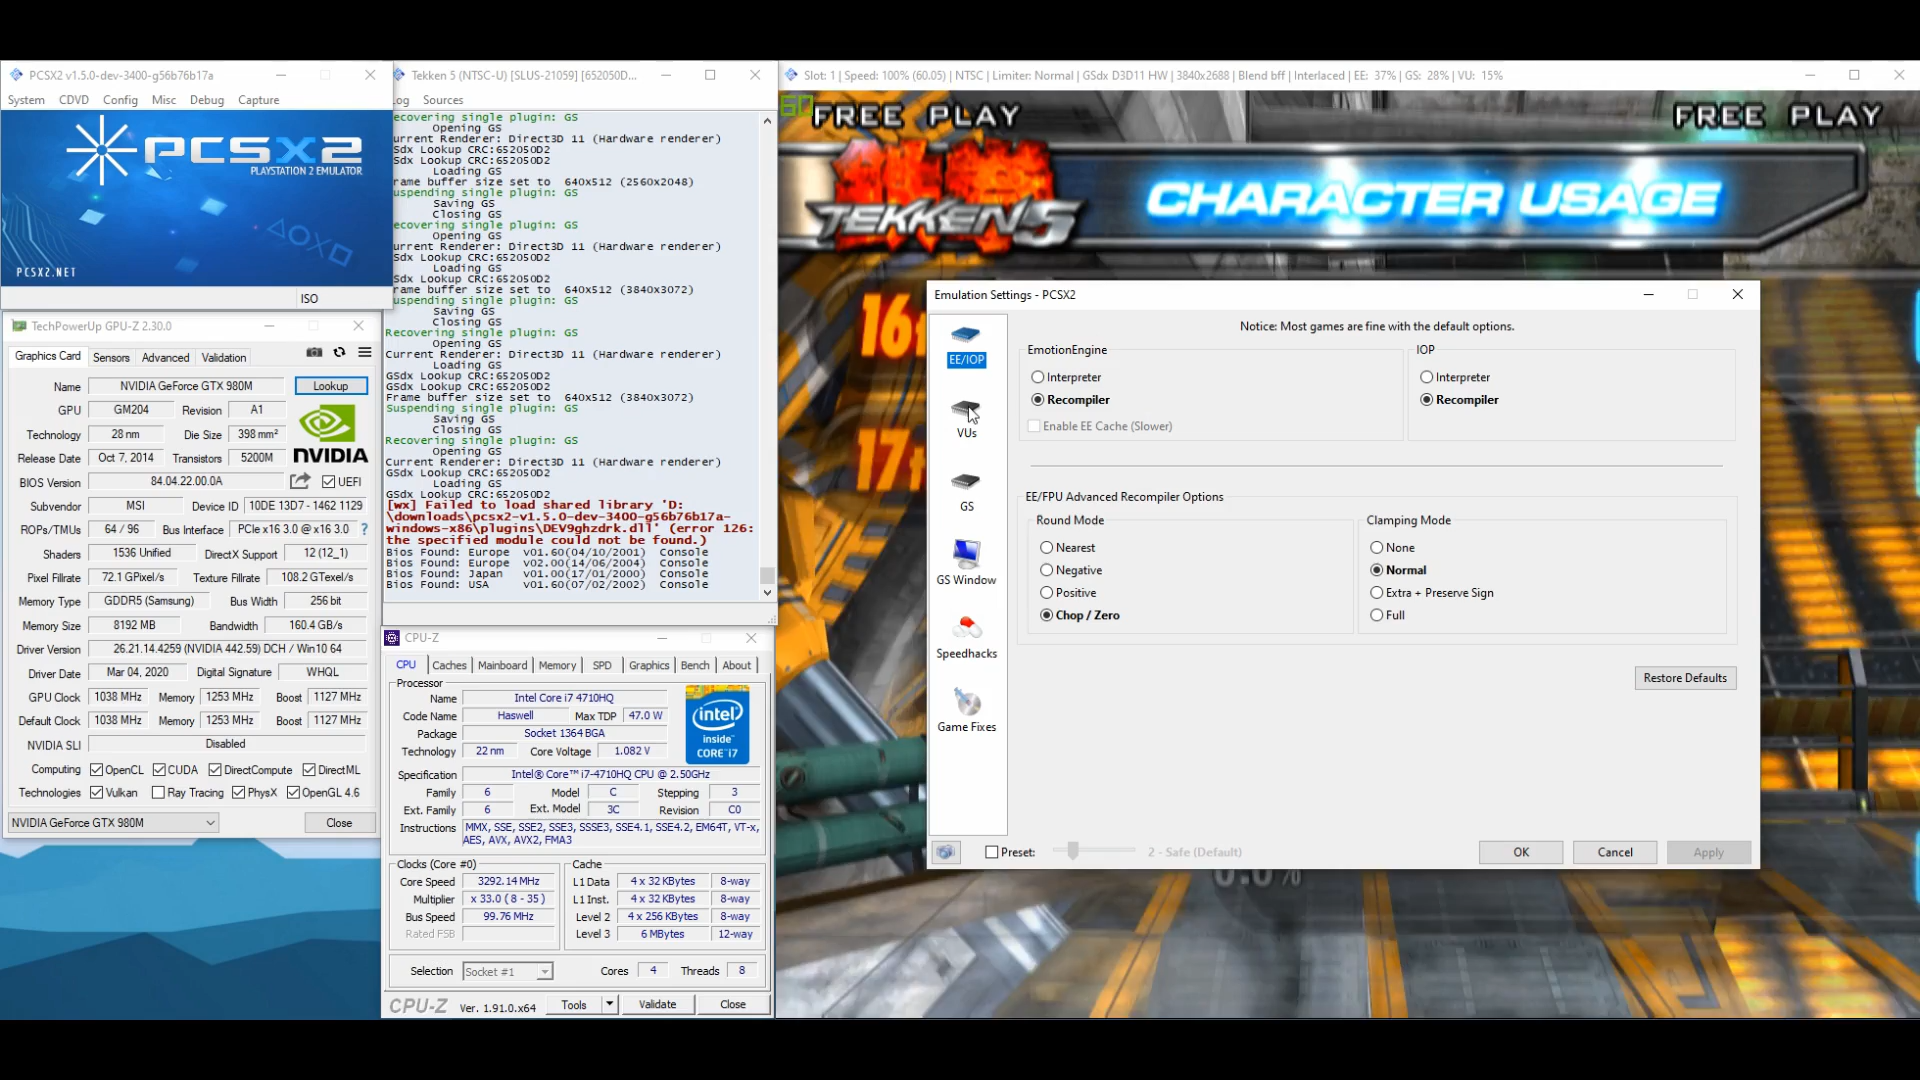 PCSX2 v1.5.0-dev-3400-g56b76b17a
System CDVD Config Misc Debug Capture
PCSX2
PLAYSTATION 2 EMULATOR
PCSX2.NET
ISO
TechPowerUp GPU-Z 2.30.0
Graphics Card Sensors Advanced Validation
Name NVIDIA GeForce GTX 980M Lookup
GPU GM204 Revision A1
Technology 28 nm Die Size 398 mm²
NVIDIA
Release Date Oct 7, 2014 Transistors 5200M
BIOS Version 84.04.22.00.0A UEFI
Subvendor MSI Device ID 10DE 13D7 - 1462 1129
ROPs/TMUs 64 / 96 Bus Interface PCIe x16 3.0 @ x16 3.0 ?
Shaders 1536 Unified DirectX Support 12 (12_1)
Pixel Fillrate 72.1 GPixel/s Texture Fillrate 108.2 GTexel/s
Memory Type GDDR5 (Samsung) Bus Width 256 bit
Memory Size 8192 MB Bandwidth 160.4 GB/s
Driver Version 26.21.14.4259 (NVIDIA 442.59) DCH / Win10 64
Driver Date Mar 04, 2020 Digital Signature WHQL
GPU Clock 1038 MHz Memory 1253 MHz Boost 1127 MHz
Default Clock 1038 MHz Memory 1253 MHz Boost 1127 MHz
NVIDIA SLI Disabled
Computing OpenCL CUDA DirectCompute DirectML
Technologies Vulkan Ray Tracing PhysX OpenGL 4.6
NVIDIA GeForce GTX 980M Close
Tekken 5 (NTSC-U) [SLUS-21059] [652050D...
og Sources
ecovering single plugin: GS
Opening GS
urrent Renderer: Direct3D 11 (Hardware renderer)
Sdx Lookup CRC:652050D2
Sdx Lookup CRC:652050D2
Loading GS
rame buffer size set to 640x512 (2560x2048)
uspending single plugin: GS
Saving GS
Closing GS
ecovering single plugin: GS
Opening GS
urrent Renderer: Direct3D 11 (Hardware renderer)
Sdx Lookup CRC:652050D2
Loading GS
Sdx Lookup CRC:652050D2
rame buffer size set to 640x512 (3840x3072)
uspending single plugin: GS
Saving GS
Closing GS
Recovering single plugin: GS
Opening GS
Current Renderer: Direct3D 11 (Hardware renderer)
Loading GS
GSdx Lookup CRC:652050D2
GSdx Lookup CRC:652050D2
Frame buffer size set to 640x512 (3840x3072)
Suspending single plugin: GS
Saving GS
Closing GS
Recovering single plugin: GS
Opening GS
Current Renderer: Direct3D 11 (Hardware renderer)
GSdx Lookup CRC:652050D2
Loading GS
GSdx Lookup CRC:652050D2
[wx] Failed to load shared library 'D:
\downloads\pcsx2-v1.5.0-dev-3400-g56b76b17a-
windows-x86\plugins\DEV9ghzdrk.dll' (error 126:
the specified module could not be found.)
Bios Found: Europe v01.60(04/10/2001) Console
Bios Found: Europe v02.00(14/06/2004) Console
Bios Found: Japan v01.00(17/01/2000) Console
Bios Found: USA v01.60(07/02/2002) Console
CPU-Z
CPU Caches Mainboard Memory SPD Graphics Bench About
Processor
Name Intel Core i7 4710HQ
Code Name Haswell Max TDP 47.0 W
Package Socket 1364 BGA
Technology 22 nm Core Voltage 1.082 V
intel
inside™
CORE™i7
Specification Intel® Core™ i7-4710HQ CPU @ 2.50GHz
Family 6 Model C Stepping 3
Ext. Family 6 Ext. Model 3C Revision C0
Instructions MMX, SSE, SSE2, SSE3, SSSE3, SSE4.1, SSE4.2, EM64T, VT-x,
AES, AVX, AVX2, FMA3
Clocks (Core #0) Cache
Core Speed 3292.14 MHz L1 Data 4 x 32 KBytes 8-way
Multiplier x 33.0 ( 8 - 35 ) L1 Inst. 4 x 32 KBytes 8-way
Bus Speed 99.76 MHz Level 2 4 x 256 KBytes 8-way
Rated FSB Level 3 6 MBytes 12-way
Selection Socket #1 Cores 4 Threads 8
CPU-Z Ver. 1.91.0.x64 Tools Validate Close
Slot: 1 | Speed: 100% (60.05) | NTSC | Limiter: Normal | GSdx D3D11 HW | 3840x2688 | Blend bff | Interlaced | EE: 37% | GS: 28% | VU: 15%
60
FREE PLAY FREE PLAY
TEKKEN 5 CHARACTER USAGE
16
17
0.0%
Emulation Settings - PCSX2
EE/IOP
VUs
GS
GS Window
Speedhacks
Game Fixes
Notice: Most games are fine with the default options.
EmotionEngine IOP
Interpreter Interpreter
Recompiler Recompiler
Enable EE Cache (Slower)
EE/FPU Advanced Recompiler Options
Round Mode Clamping Mode
Nearest None
Negative Normal
Positive Extra + Preserve Sign
Chop / Zero Full
Restore Defaults
Preset: 2 - Safe (Default) OK Cancel Apply